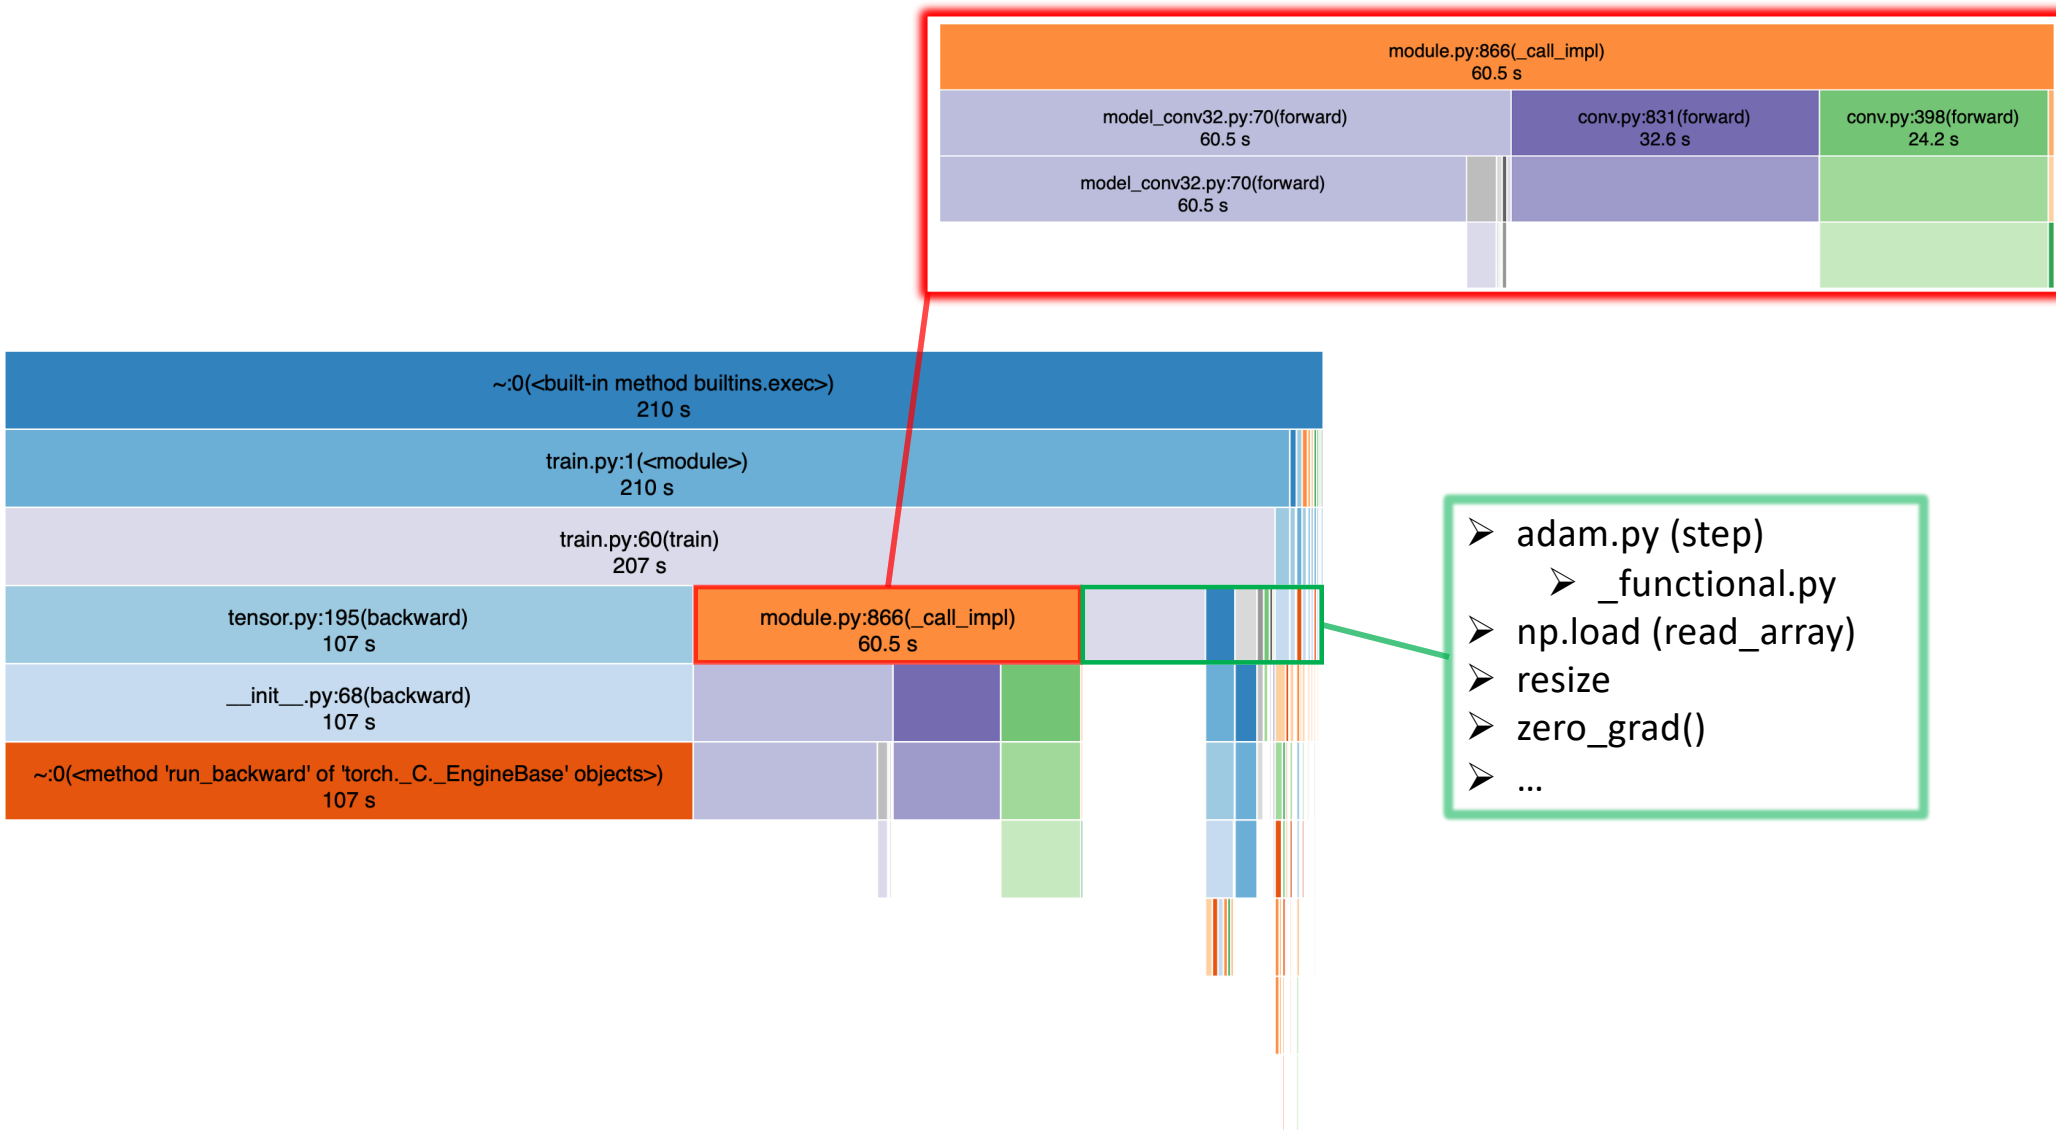 module.py:866(_call_impl)
60.5 s
model_conv32.py:70(forward)
60.5 s
conv.py:831(forward)
32.6 s
conv.py:398(forward)
24.2 s
model_conv32.py:70(forward)
60.5 s
~:0(<built-in method builtins.exec>)
210 s
train.py:1(<module>)
210 s
train.py:60(train)
207 s
tensor.py:195(backward)
107 s
module.py:866(_call_impl)
60.5 s
__init__.py:68(backward)
107 s
~:0(<method 'run_backward' of 'torch._C._EngineBase' objects>)
107 s
➢ adam.py (step)
➢ _functional.py
➢ np.load (read_array)
➢ resize
➢ zero_grad()
➢ ...